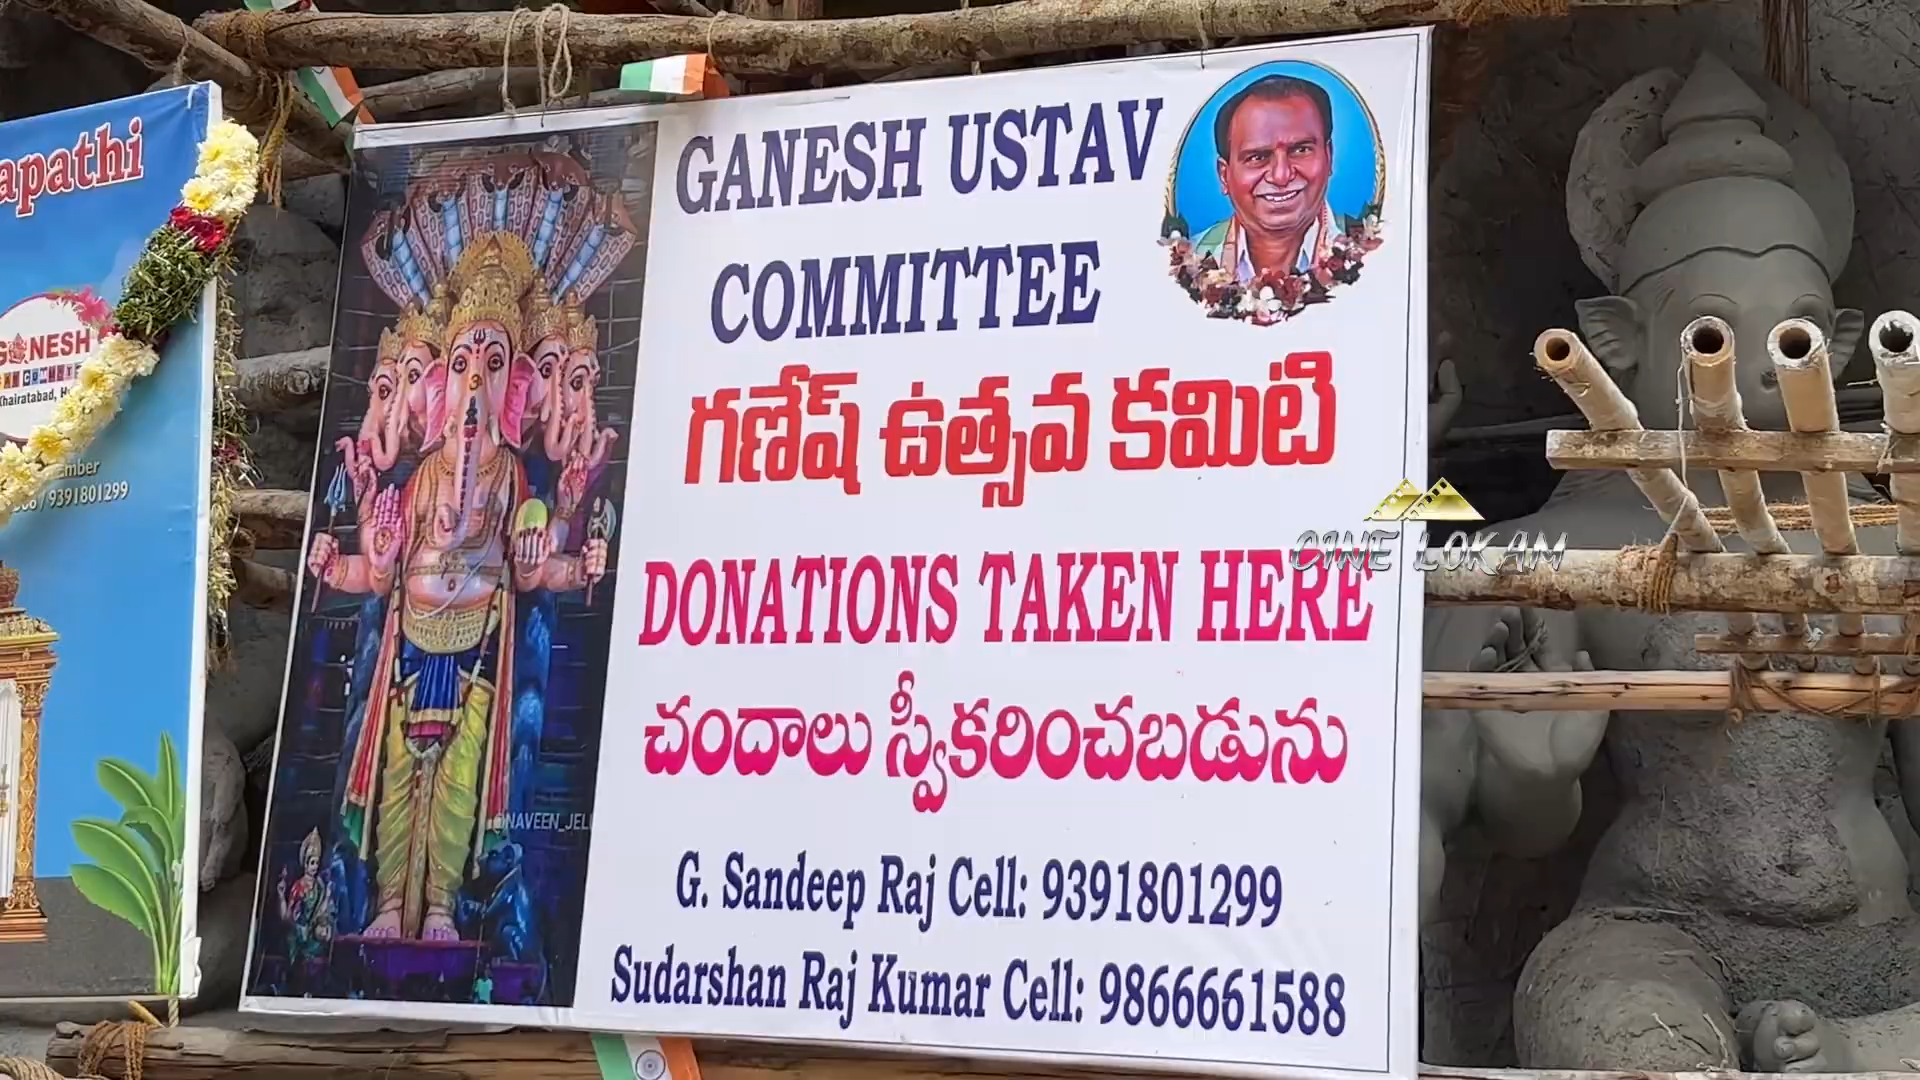 apathi
GANESH
Khairatabad, H
ember
/ 9391801299
GANESH USTAV
COMMITTEE
గణేష్ ఉత్సవ కమిటి
DONATIONS TAKEN HERE
చందాలు స్వీకరించబడును
G. Sandeep Raj Cell: 9391801299
Sudarshan Raj Kumar Cell: 9866661588
@NAVEEN_JEL
CINE LOKAM